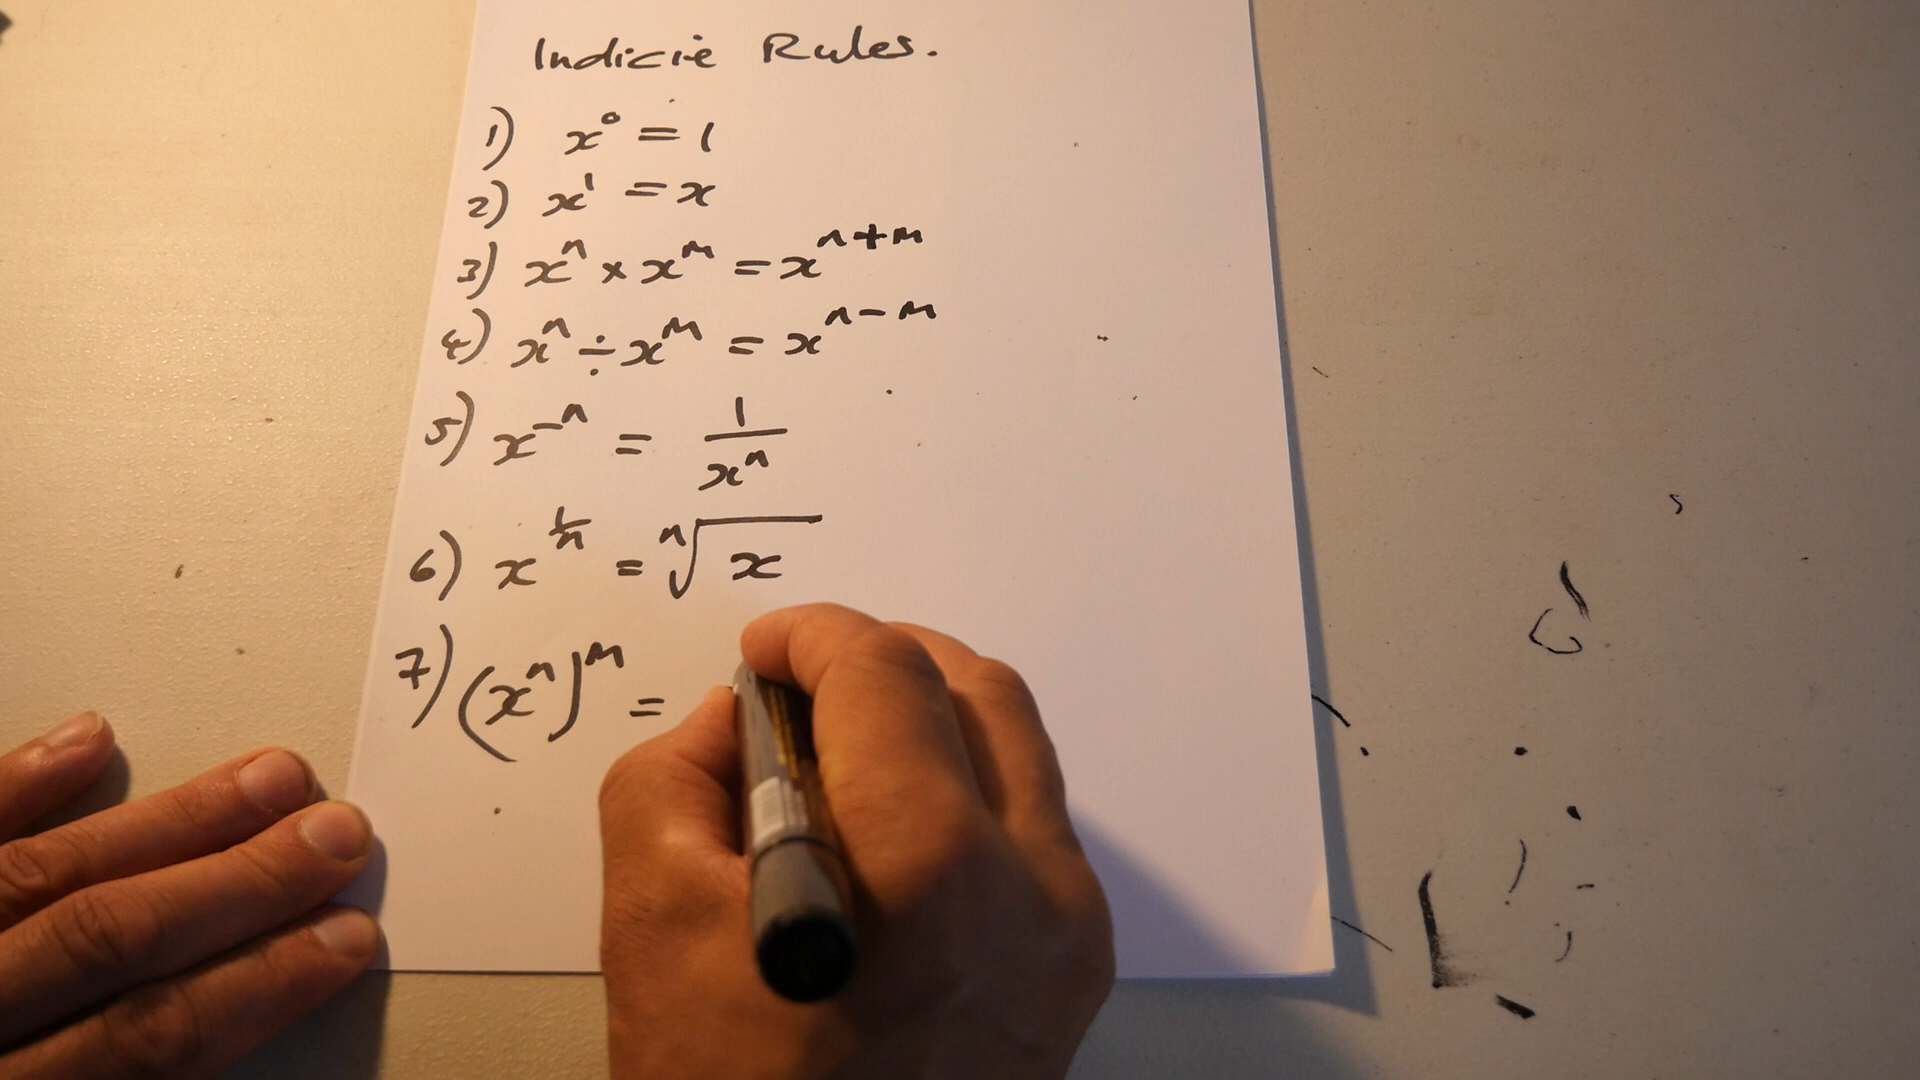 Indicie Rules.
1) x⁰ = 1
2) x¹ = x
3) xⁿ × xᵐ = xⁿ⁺ᵐ
4) xⁿ ÷ xᵐ = xⁿ⁻ᵐ
5) x⁻ⁿ = 1/xⁿ
6) x^(1/n) = ⁿ√x
7) (xⁿ)ᵐ =